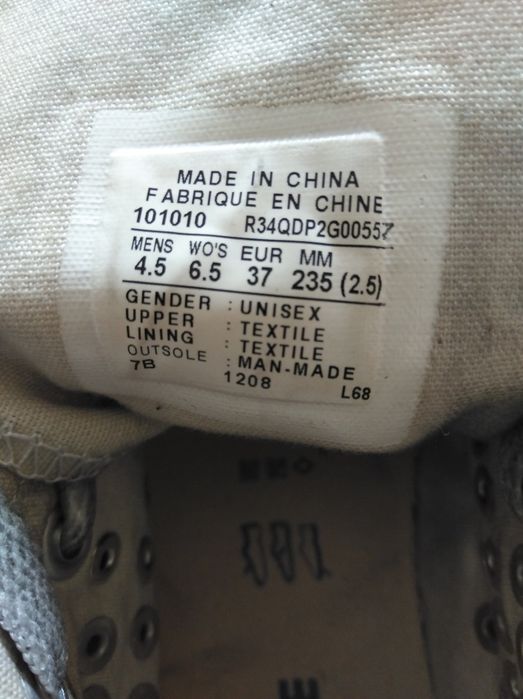 MADE IN CHINA
FABRIQUE EN CHINE
101010 R34QDP2G0055Z
MENS WO'S EUR MM
4.5 6.5 37 235 (2.5)
GENDER : UNISEX
UPPER : TEXTILE
LINING : TEXTILE
OUTSOLE : MAN-MADE
7B 1208 L68